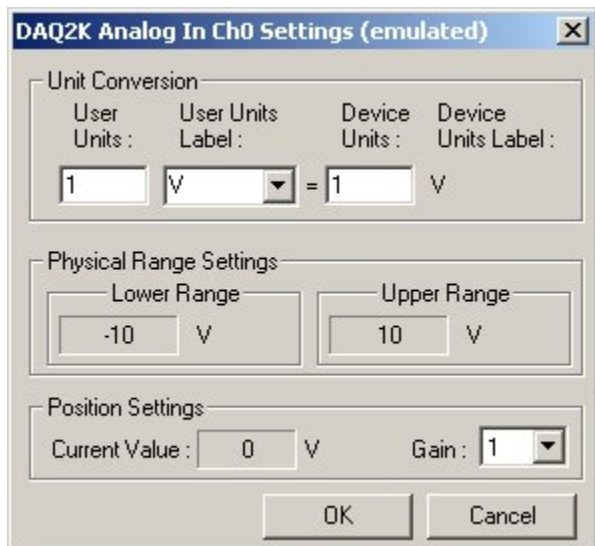 DAQ2K Analog In Ch0 Settings (emulated)
Unit Conversion
User Units : User Units Label : Device Units : Device Units Label :
1 V = 1 V
Physical Range Settings
Lower Range Upper Range
-10 V 10 V
Position Settings
Current Value : 0 V Gain : 1
OK Cancel